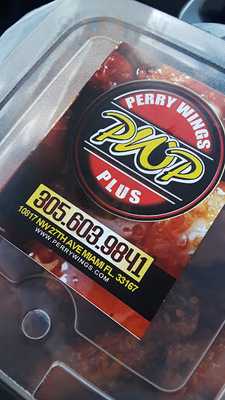 PERRY WINGS
PWP
PLUS
305.603.9841
10817 NW 27TH AVE MIAMI FL. 33167
WWW.PERRYWINGS.COM